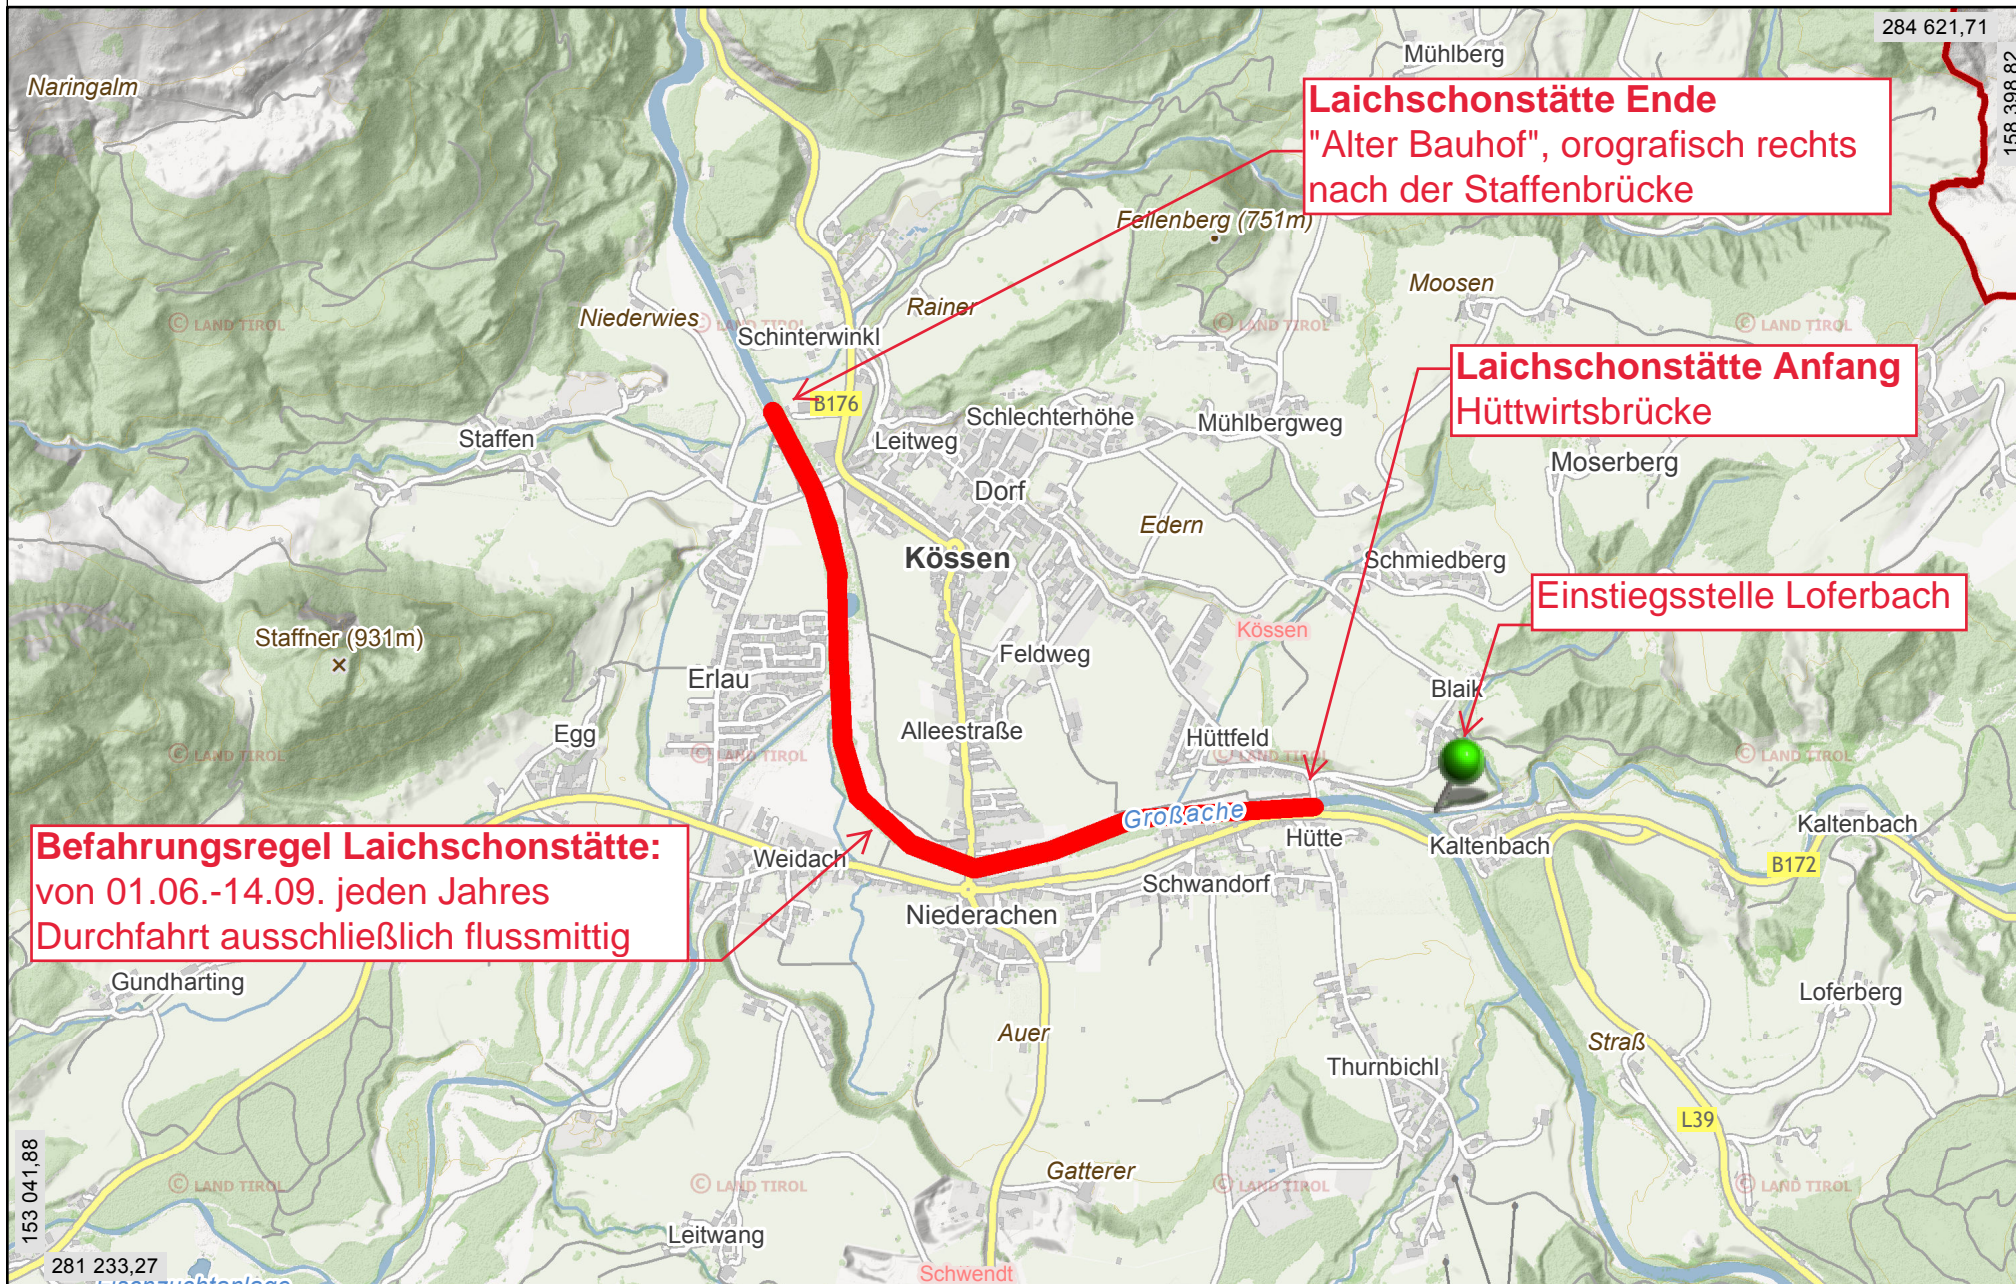 284 621,71
158 398,82
Mühlberg
Naringalm
Laichschonstätte Ende
"Alter Bauhof", orografisch rechts
nach der Staffenbrücke
Fellenberg (751m)
Moosen
Rainer
Niederwies
© LAND TIROL
© LAND TIROL
© LAND TIROL
© LAND TIROL
Schinterwinkl
Laichschonstätte Anfang
Hüttwirtsbrücke
B176
Schlechterhöhe
Mühlbergweg
Staffen
Leitweg
Moserberg
Dorf
Edern
Kössen
Schmiedberg
Einstiegsstelle Loferbach
Staffner (931m)
Kössen
Feldweg
Erlau
Blaik
Egg
Alleestraße
Hüttfeld
© LAND TIROL
© LAND TIROL
© LAND TIROL
© LAND TIROL
Großache
Hütte
Kaltenbach
Kaltenbach
B172
Befahrungsregel Laichschonstätte:
von 01.06.-14.09. jeden Jahres
Durchfahrt ausschließlich flussmittig
Weidach
Schwandorf
Niederachen
Gundharting
Loferberg
Auer
Straß
Thurnbichl
L39
153 041,88
Gatterer
© LAND TIROL
© LAND TIROL
© LAND TIROL
© LAND TIROL
Leitwang
281 233,27
Schwendt